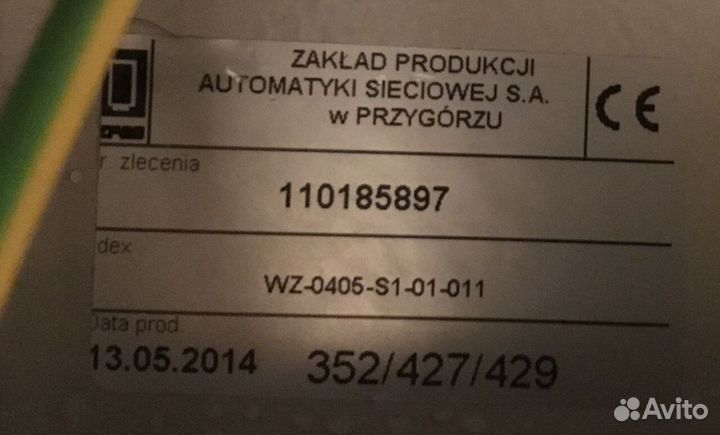 ZAKŁAD PRODUKCJI
AUTOMATYKI SIECIOWEJ S.A.
w PRZYGÓRZU
CE
r. zlecenia
110185897
dex
WZ-0405-S1-01-011
Data prod.
13.05.2014 352/427/429
Avito